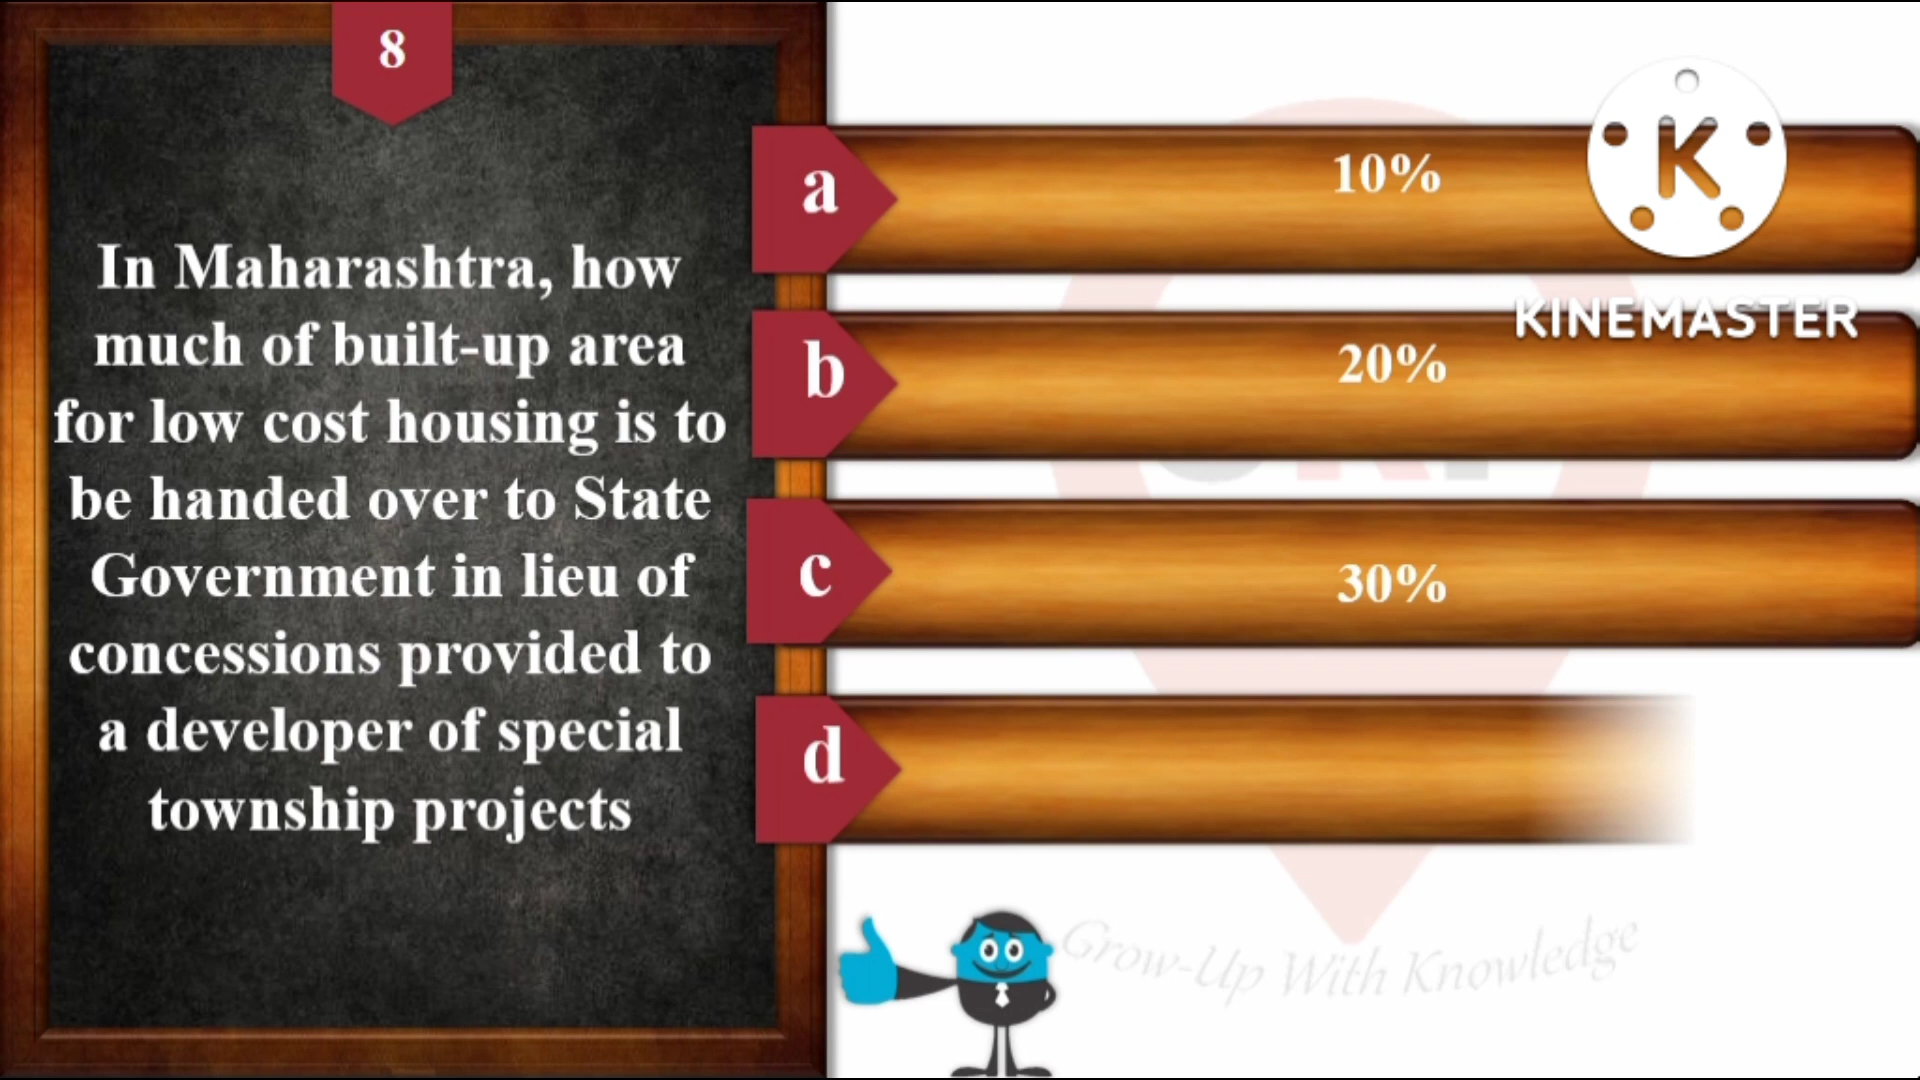 8
In Maharashtra, how
much of built-up area
for low cost housing is to
be handed over to State
Government in lieu of
concessions provided to
a developer of special
township projects
a
10%
b
20%
c
30%
d
K
KINEMASTER
Grow-Up With Knowledge